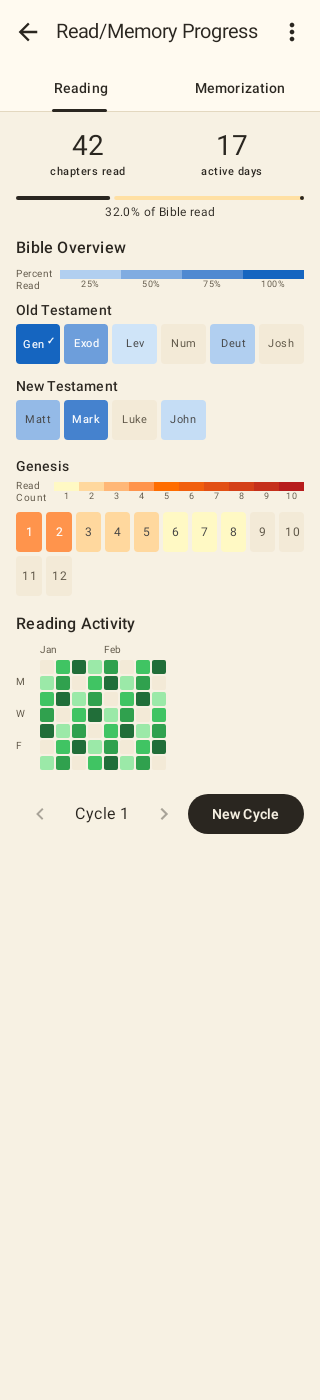 Read/Memory Progress
Reading
Memorization
42
17
chapters read
active days
32.0% of Bible read
Bible Overview
Percent Read
25% 50% 75% 100%
Old Testament
Gen ✓ Exod Lev Num Deut Josh
New Testament
Matt Mark Luke John
Genesis
Read Count
1 2 3 4 5 6 7 8 9 10
1 2 3 4 5 6 7 8 9 10
11 12
Reading Activity
Jan Feb
M
W
F
Cycle 1
New Cycle